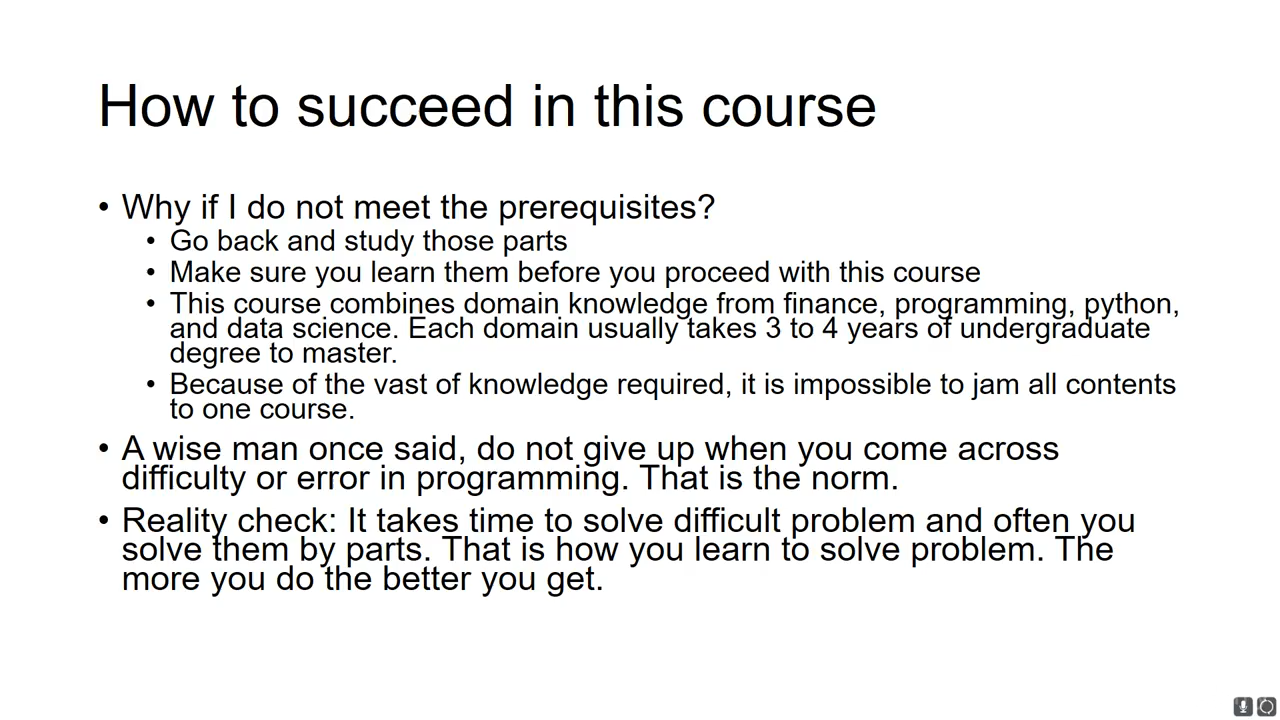 How to succeed in this course
• Why if I do not meet the prerequisites?
• Go back and study those parts
• Make sure you learn them before you proceed with this course
• This course combines domain knowledge from finance, programming, python,
and data science. Each domain usually takes 3 to 4 years of undergraduate
degree to master.
• Because of the vast of knowledge required, it is impossible to jam all contents
to one course.
• A wise man once said, do not give up when you come across
difficulty or error in programming. That is the norm.
• Reality check: It takes time to solve difficult problem and often you
solve them by parts. That is how you learn to solve problem. The
more you do the better you get.